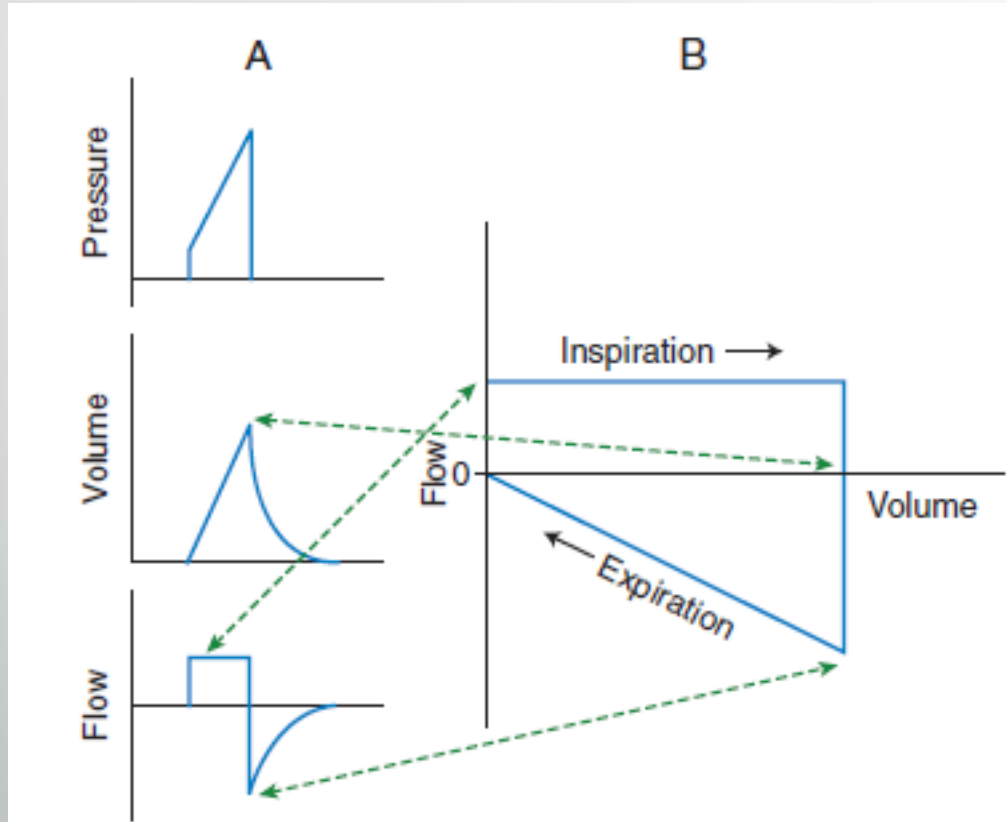 A
B
Pressure
Volume
Flow
Inspiration
Flow
0
Volume
Expiration